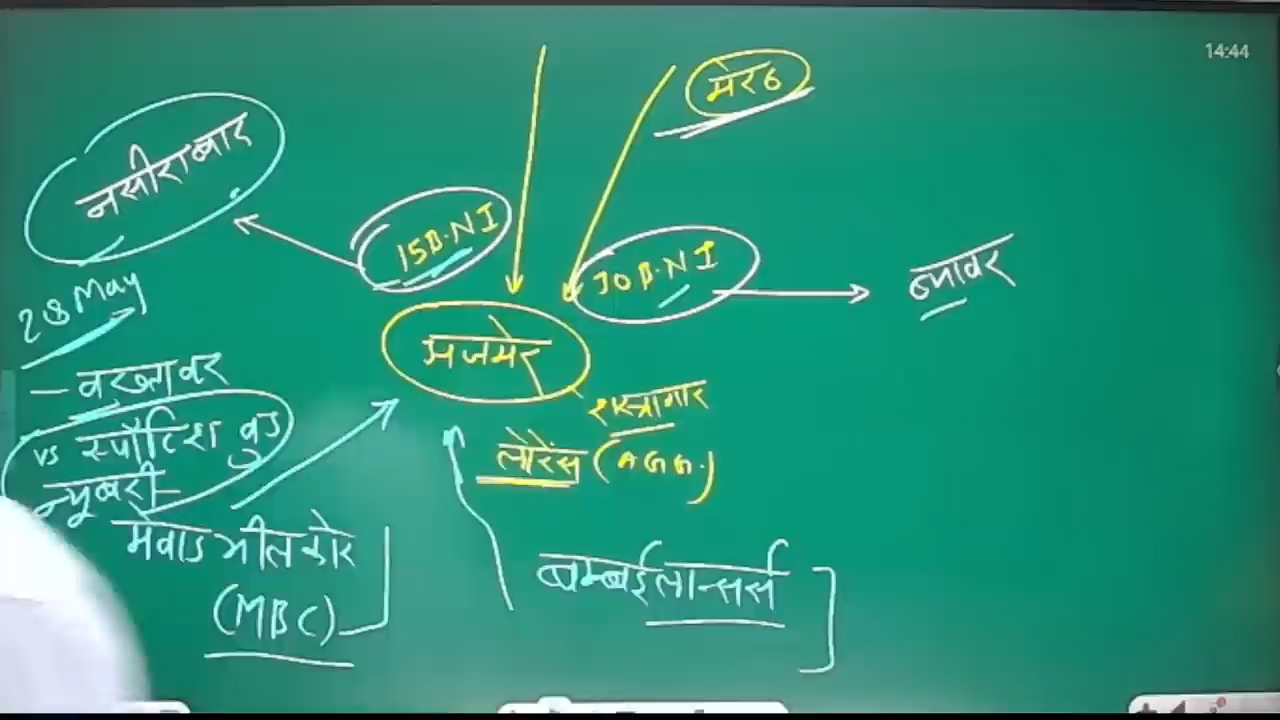 14:44
मेरठ
नसीराबाद
15B.NI
30B.NI
ब्यावर
28 May
अजमेर
- बख्तावर
शस्त्रागार
vs स्पॉटिश वुड
लॉरेंस (AGG.)
न्यूबरी
मेवाड भील कोर
(MBC)
बम्बई लान्सर्स